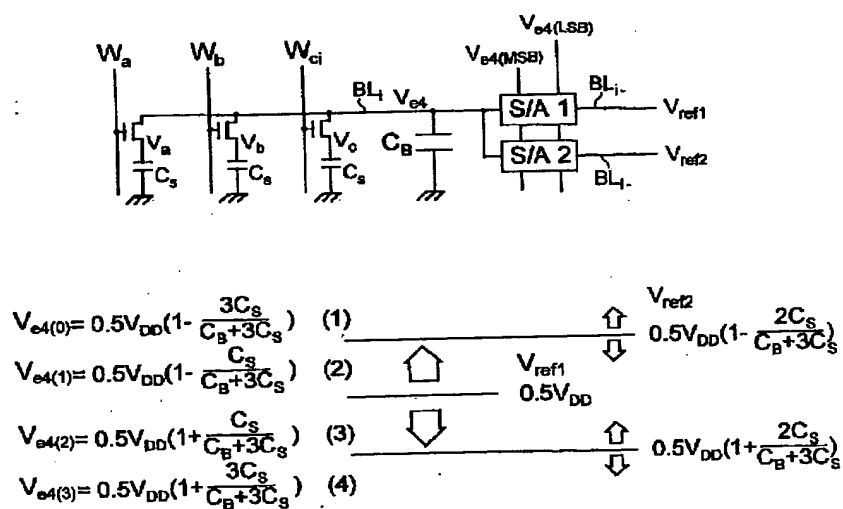 V_e4(LSB)
V_e4(MSB)
W_a W_b W_ci
BL_i V_e4 S/A 1 BL_i- V_ref1
V_a V_b V_c C_B
S/A 2 V_ref2
C_s C_s C_s BL_i-
V_ref2
V_e4(0)= 0.5V_DD(1- 3C_S/(C_B+3C_S)) (1) 0.5V_DD(1- 2C_S/(C_B+3C_S))
V_e4(1)= 0.5V_DD(1- C_S/(C_B+3C_S)) (2) V_ref1
0.5V_DD
V_e4(2)= 0.5V_DD(1+ C_S/(C_B+3C_S)) (3) 0.5V_DD(1+ 2C_S/(C_B+3C_S))
V_e4(3)= 0.5V_DD(1+ 3C_S/(C_B+3C_S)) (4)